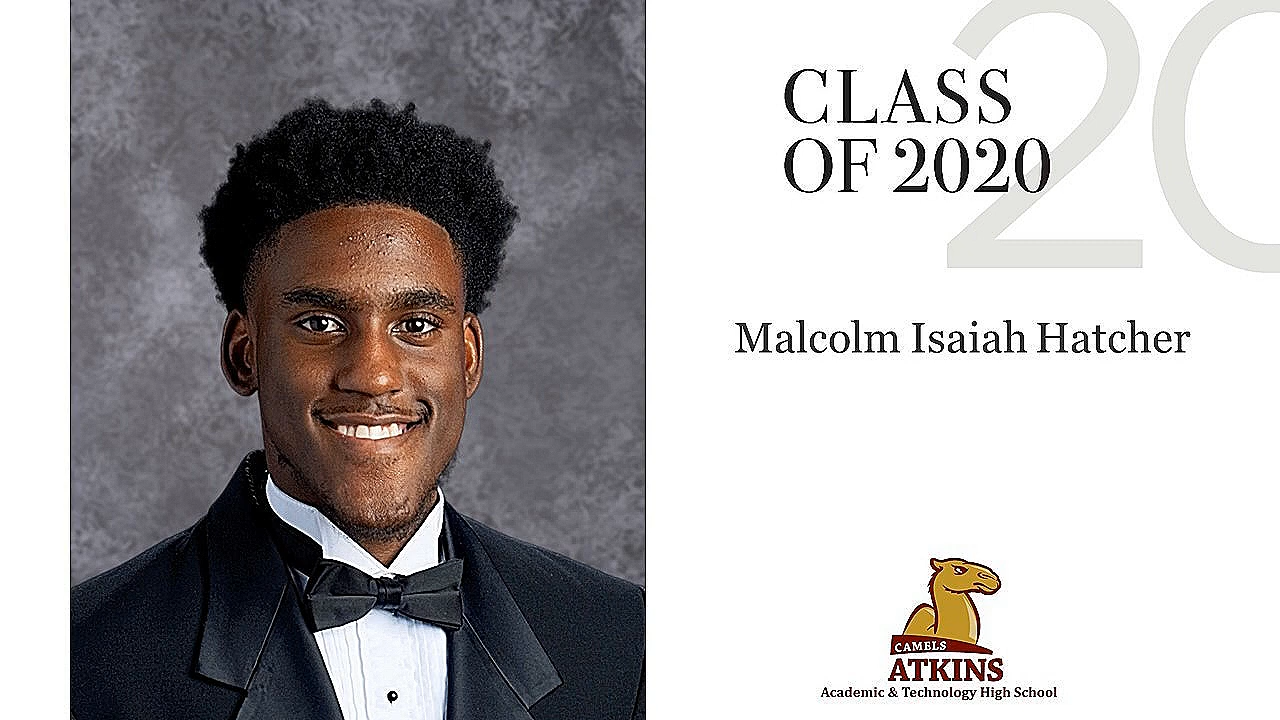 20
CLASS
OF 2020
Malcolm Isaiah Hatcher
CAMELS
ATKINS
Academic & Technology High School